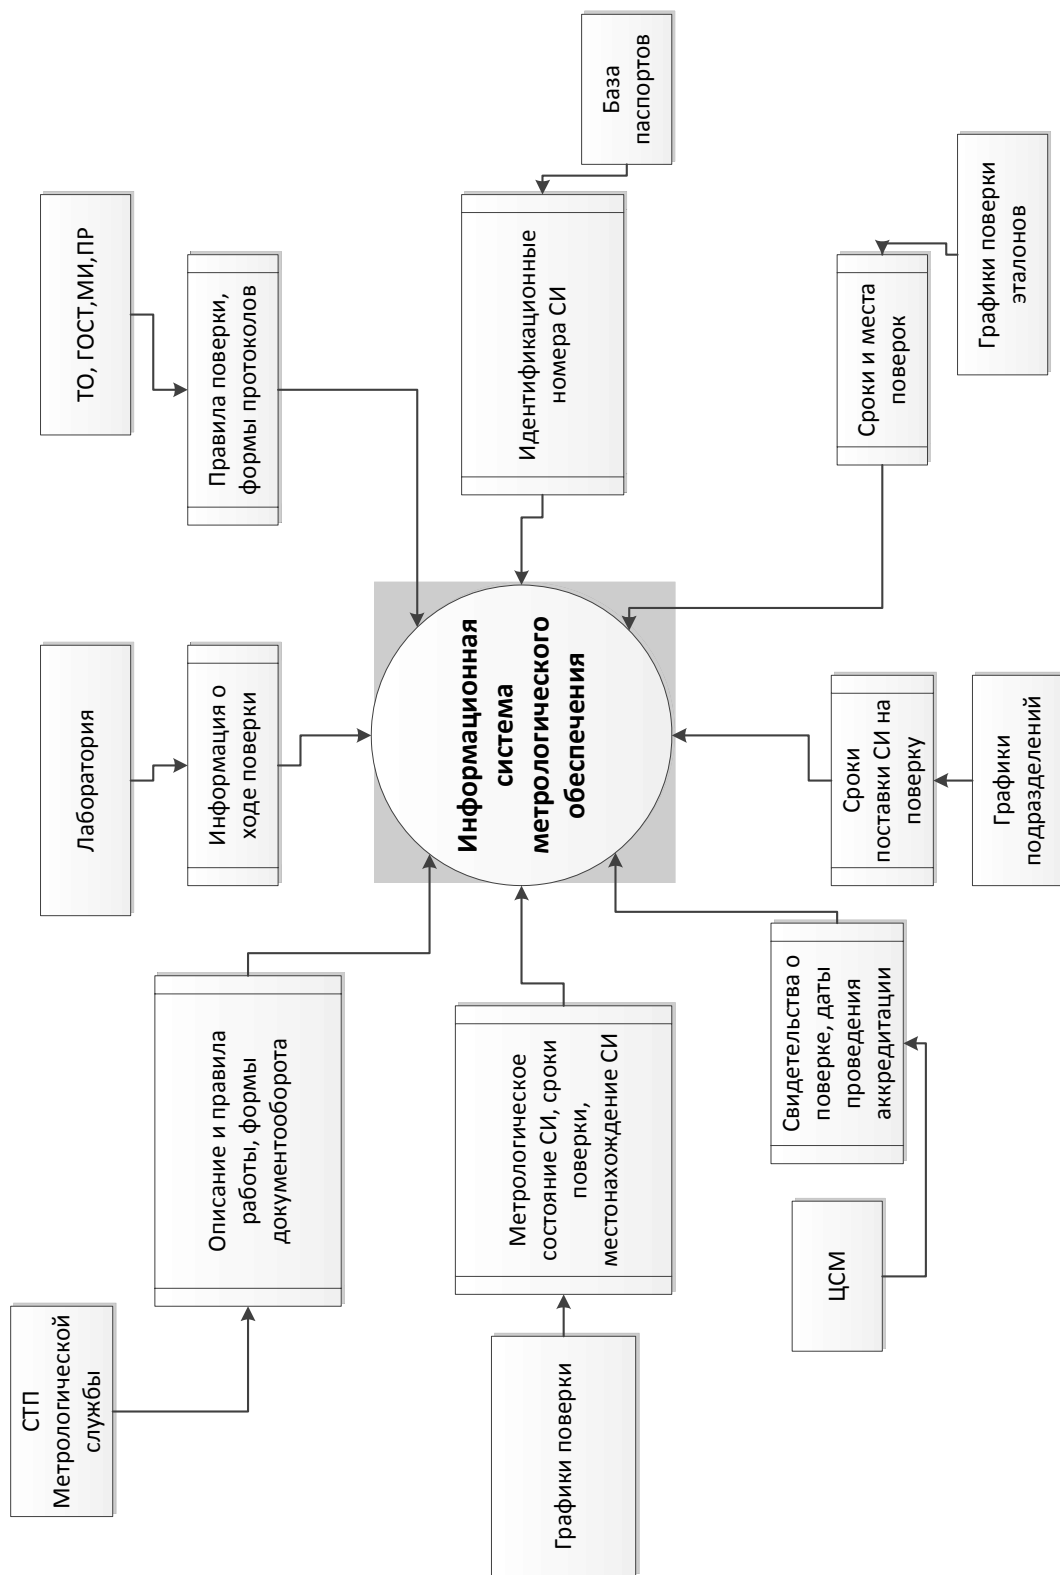 СТП
Метрологической
службы
Описание и правила
работы, формы
документооборота
Лаборатория
Информация о
ходе поверки
ТО, ГОСТ,МИ,ПР
Правила поверки,
формы протоколов
Графики поверки
Метрологическое
состояние СИ, сроки
поверки,
местонахождение СИ
Информационная
система
метрологического
обеспечения
Идентификационные
номера СИ
База
паспортов
ЦСМ
Свидетельства о
поверке, даты
проведения
аккредитации
Сроки
поставки СИ на
поверку
Графики
подразделений
Сроки и места
поверок
Графики поверки
эталонов